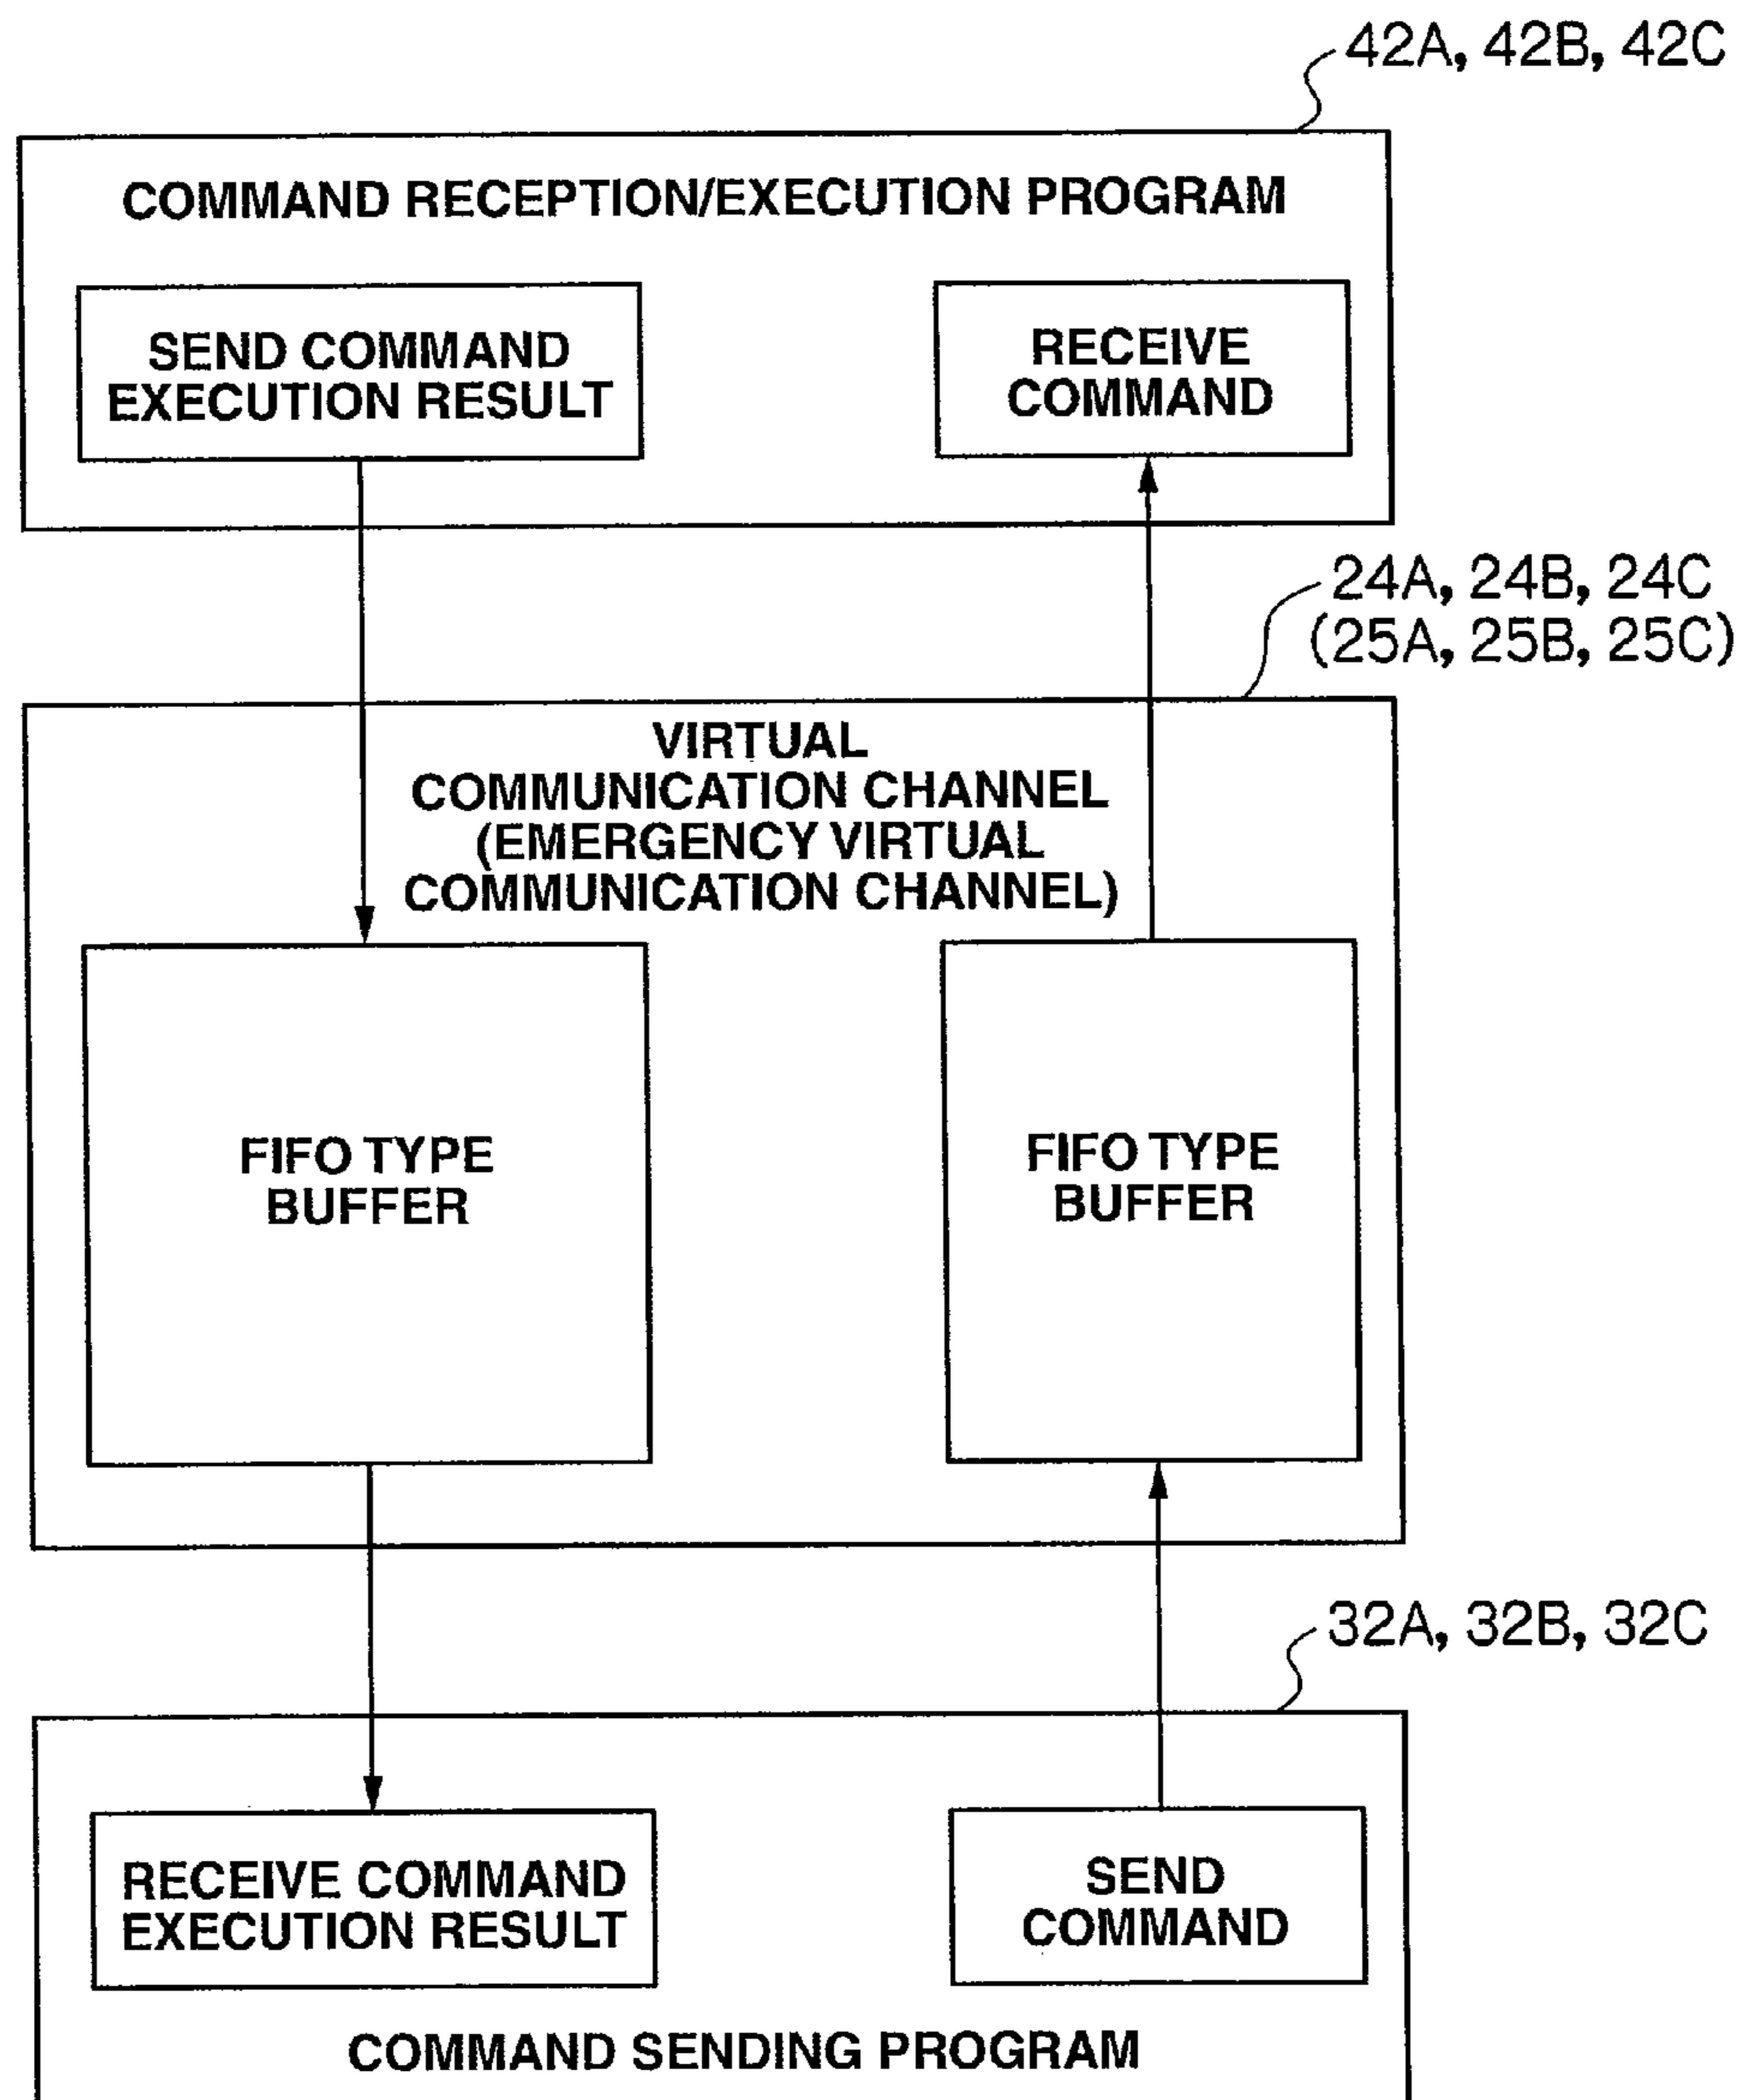 42A, 42B, 42C
COMMAND RECEPTION/EXECUTION PROGRAM
SEND COMMAND
EXECUTION RESULT
RECEIVE
COMMAND
24A, 24B, 24C
(25A, 25B, 25C)
VIRTUAL
COMMUNICATION CHANNEL
(EMERGENCY VIRTUAL
COMMUNICATION CHANNEL)
FIFO TYPE
BUFFER
FIFO TYPE
BUFFER
32A, 32B, 32C
RECEIVE COMMAND
EXECUTION RESULT
SEND
COMMAND
COMMAND SENDING PROGRAM